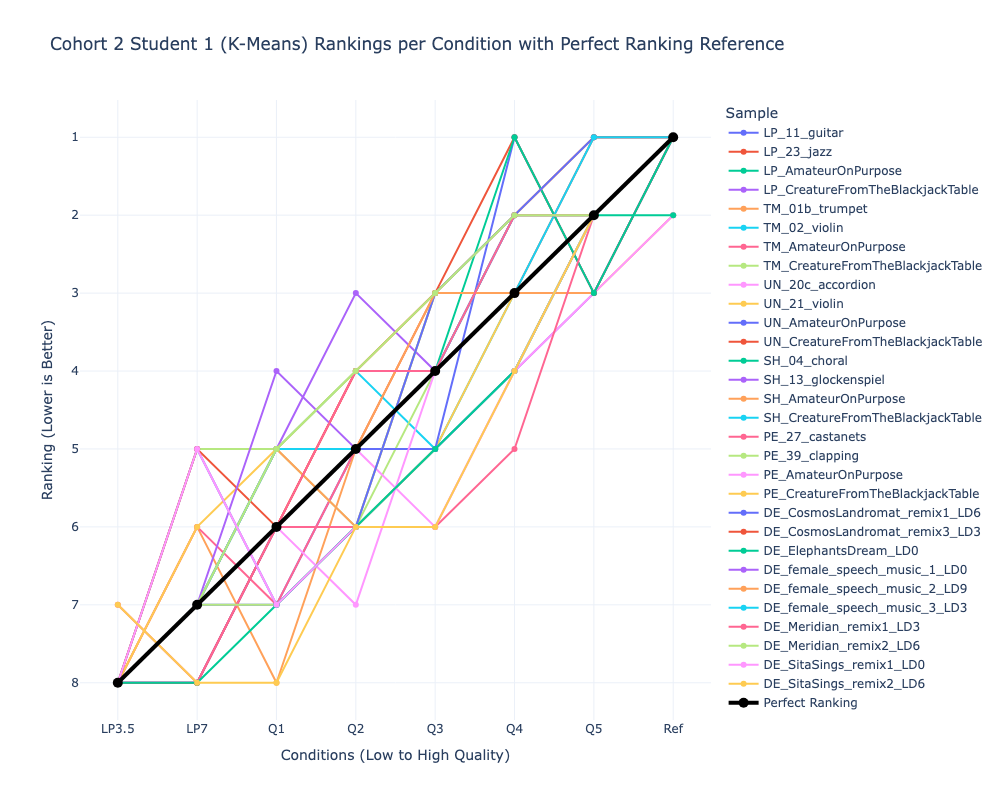 Cohort 2 Student 1 (K-Means) Rankings per Condition with Perfect Ranking Reference
Ranking (Lower is Better)
1
2
3
4
5
6
7
8
LP3.5
LP7
Q1
Q2
Q3
Q4
Q5
Ref
Conditions (Low to High Quality)
Sample
LP_11_guitar
LP_23_jazz
LP_AmateurOnPurpose
LP_CreatureFromTheBlackjackTable
TM_01b_trumpet
TM_02_violin
TM_AmateurOnPurpose
TM_CreatureFromTheBlackjackTable
UN_20c_accordion
UN_21_violin
UN_AmateurOnPurpose
UN_CreatureFromTheBlackjackTable
SH_04_choral
SH_13_glockenspiel
SH_AmateurOnPurpose
SH_CreatureFromTheBlackjackTable
PE_27_castanets
PE_39_clapping
PE_AmateurOnPurpose
PE_CreatureFromTheBlackjackTable
DE_CosmosLandromat_remix1_LD6
DE_CosmosLandromat_remix3_LD3
DE_ElephantsDream_LD0
DE_female_speech_music_1_LD0
DE_female_speech_music_2_LD9
DE_female_speech_music_3_LD3
DE_Meridian_remix1_LD3
DE_Meridian_remix2_LD6
DE_SitaSings_remix1_LD0
DE_SitaSings_remix2_LD6
Perfect Ranking